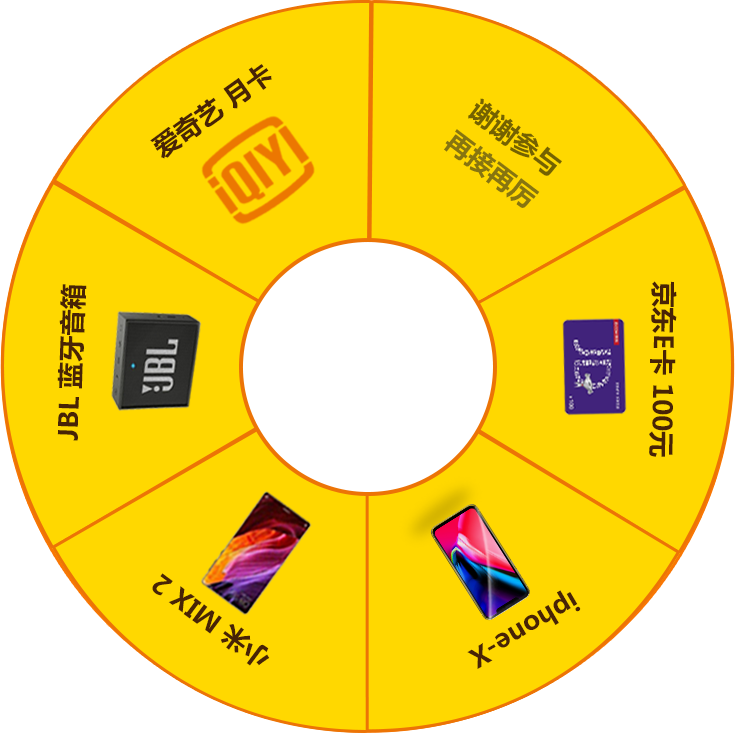 谢谢参与
再接再厉
京东E卡 100元
JD
iphone-X
小米 MIX 2
JBL 蓝牙音箱
JBL
爱奇艺 月卡
iQIYI